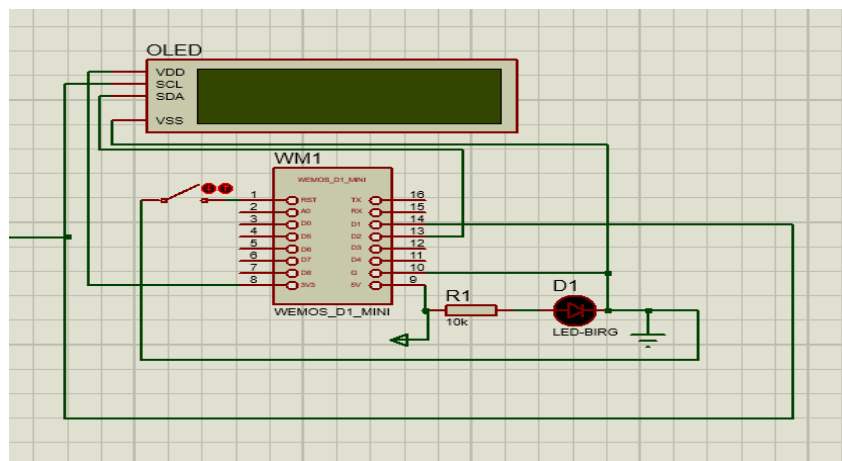 OLED
VDD
SCL
SDA
VSS
WM1
WEMOS_D1_MINI
1 RST TX 16
2 A0 RX 15
3 D0 D1 14
4 D5 D2 13
5 D6 D3 12
6 D7 D4 11
7 D8 G 10
8 3V3 5V 9
WEMOS_D1_MINI
R1
10k
D1
LED-BIRG